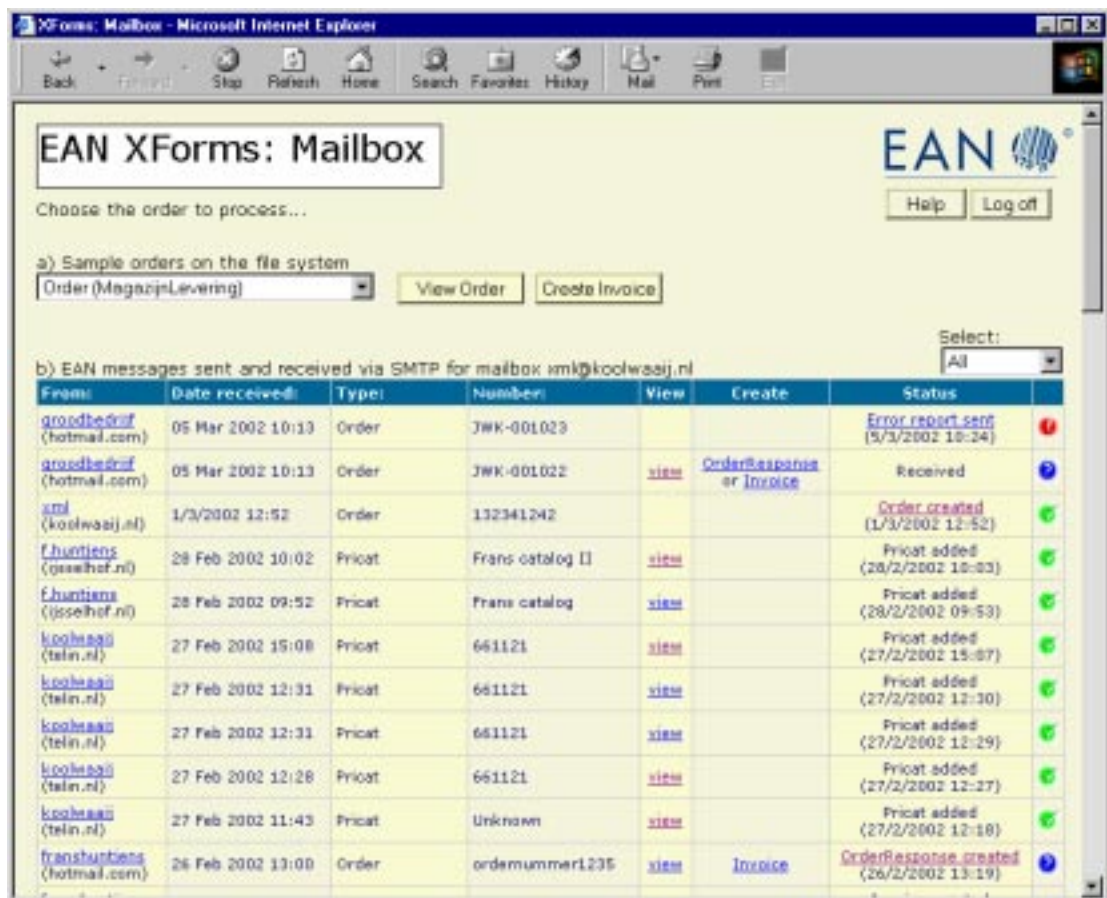 XForms: Mailbox - Microsoft Internet Explorer
Back Forward Stop Refresh Home Search Favorites History Mail Print
EAN XForms: Mailbox
EAN
Choose the order to process...
Help Log off
a) Sample orders on the file system
Order (MagazijnLevering) View Order Create Invoice
Select:
All
b) EAN messages sent and received via SMTP for mailbox xml@koolwaaij.nl
From: Date received: Type: Number: View Create Status
groodbedrijf Error report sent
(hotmail.com) 05 Mar 2002 10:13 Order JWK-001023 (5/3/2002 10:24)
groodbedrijf OrderResponse
(hotmail.com) 05 Mar 2002 10:13 Order JWK-001022 view or Invoice Received
xml Order created
(koolwaaij.nl) 1/3/2002 12:52 Order 132341242 (1/3/2002 12:52)
f.huntjens Pricat added
(ijsselhof.nl) 28 Feb 2002 10:02 Pricat Frans catalog II view (28/2/2002 10:03)
f.huntjens Pricat added
(ijsselhof.nl) 28 Feb 2002 09:52 Pricat Frans catalog view (28/2/2002 09:53)
koolwaaij Pricat added
(telin.nl) 27 Feb 2002 15:08 Pricat 661121 view (27/2/2002 15:07)
koolwaaij Pricat added
(telin.nl) 27 Feb 2002 12:31 Pricat 661121 view (27/2/2002 12:30)
koolwaaij Pricat added
(telin.nl) 27 Feb 2002 12:31 Pricat 661121 view (27/2/2002 12:29)
koolwaaij Pricat added
(telin.nl) 27 Feb 2002 12:28 Pricat 661121 view (27/2/2002 12:27)
koolwaaij Pricat added
(telin.nl) 27 Feb 2002 11:43 Pricat Unknown view (27/2/2002 12:18)
franshuntjens OrderResponse created
(hotmail.com) 26 Feb 2002 13:00 Order ordernummer1235 view Invoice (26/2/2002 13:19)